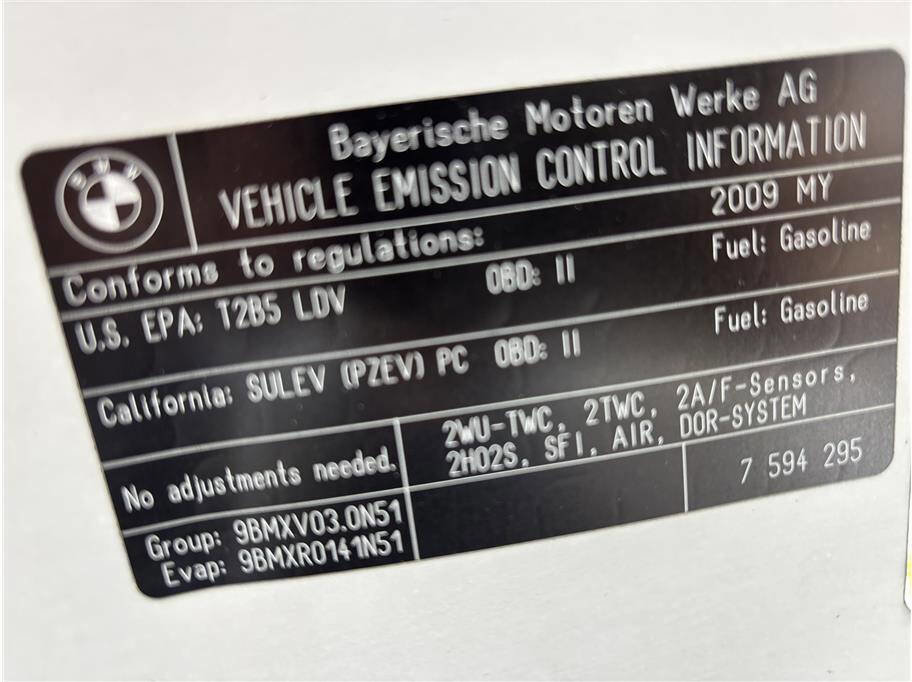 BMW
Bayerische Motoren Werke AG
VEHICLE EMISSION CONTROL INFORMATION
Conforms to regulations: 2009 MY
U.S. EPA: T2B5 LDV OBD: II Fuel: Gasoline
California: SULEV (PZEV) PC OBD: II Fuel: Gasoline
No adjustments needed.
2WU-TWC, 2TWC, 2A/F-Sensors,
2HO2S, SFI, AIR, DOR-SYSTEM
Group: 9BMXV03.0N51
Evap: 9BMXR0141N51
7 594 295